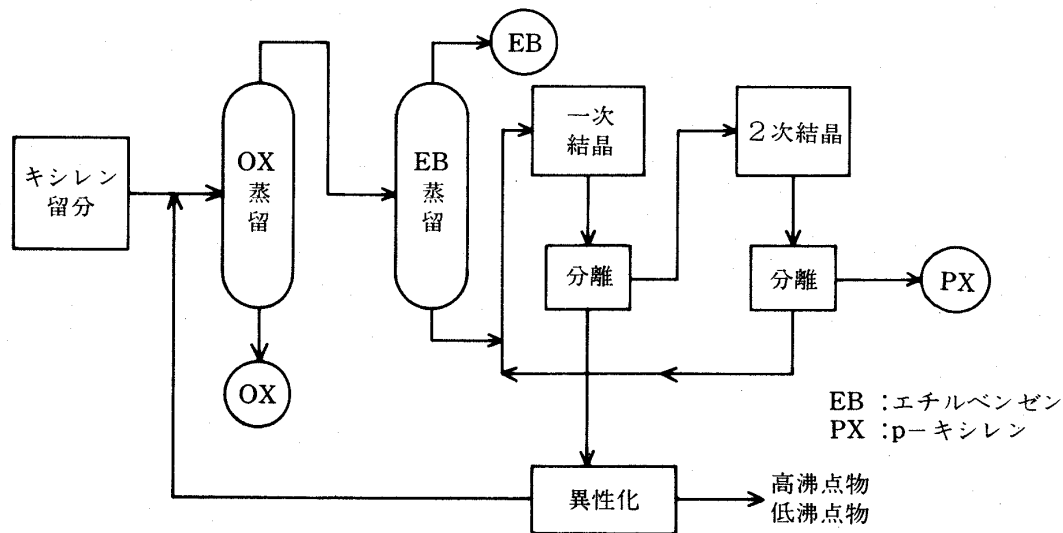 キシレン
留分
OX
蒸
留
OX
EB
蒸
留
EB
一次
結晶
分離
2次結晶
分離
PX
異性化
高沸点物
低沸点物
EB :エチルベンゼン
PX :p-キシレン